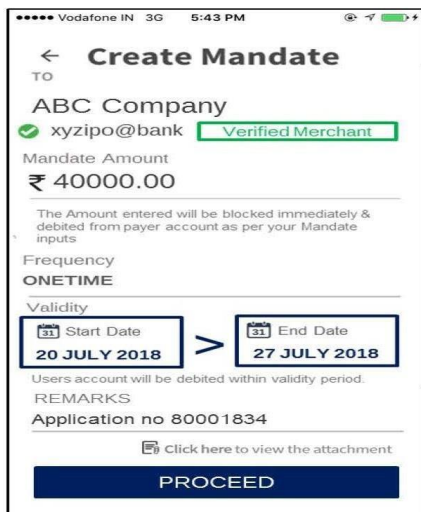 Vodafone IN 3G 5:43 PM
Create Mandate
TO
ABC Company
xyzipo@bank Verified Merchant
Mandate Amount
₹ 40000.00
The Amount entered will be blocked immediately &
debited from payer account as per your Mandate
inputs
Frequency
ONETIME
Validity
31 Start Date
20 JULY 2018
>
31 End Date
27 JULY 2018
Users account will be debited within validity period.
REMARKS
Application no 80001834
Click here to view the attachment
PROCEED